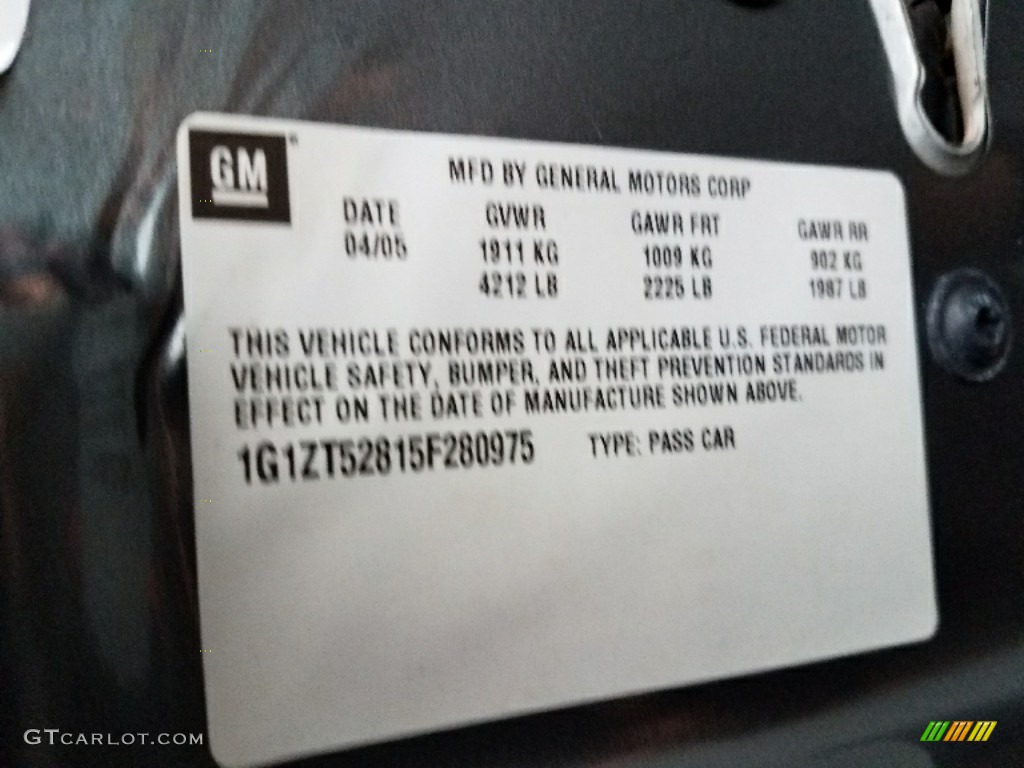 GM
MFD BY GENERAL MOTORS CORP
DATE GVWR GAWR FRT GAWR RR
04/05 1911 KG 1009 KG 902 KG
4212 LB 2225 LB 1987 LB
THIS VEHICLE CONFORMS TO ALL APPLICABLE U.S. FEDERAL MOTOR
VEHICLE SAFETY, BUMPER, AND THEFT PREVENTION STANDARDS IN
EFFECT ON THE DATE OF MANUFACTURE SHOWN ABOVE.
1G1ZT52815F280975 TYPE: PASS CAR
GTCARLOT.COM